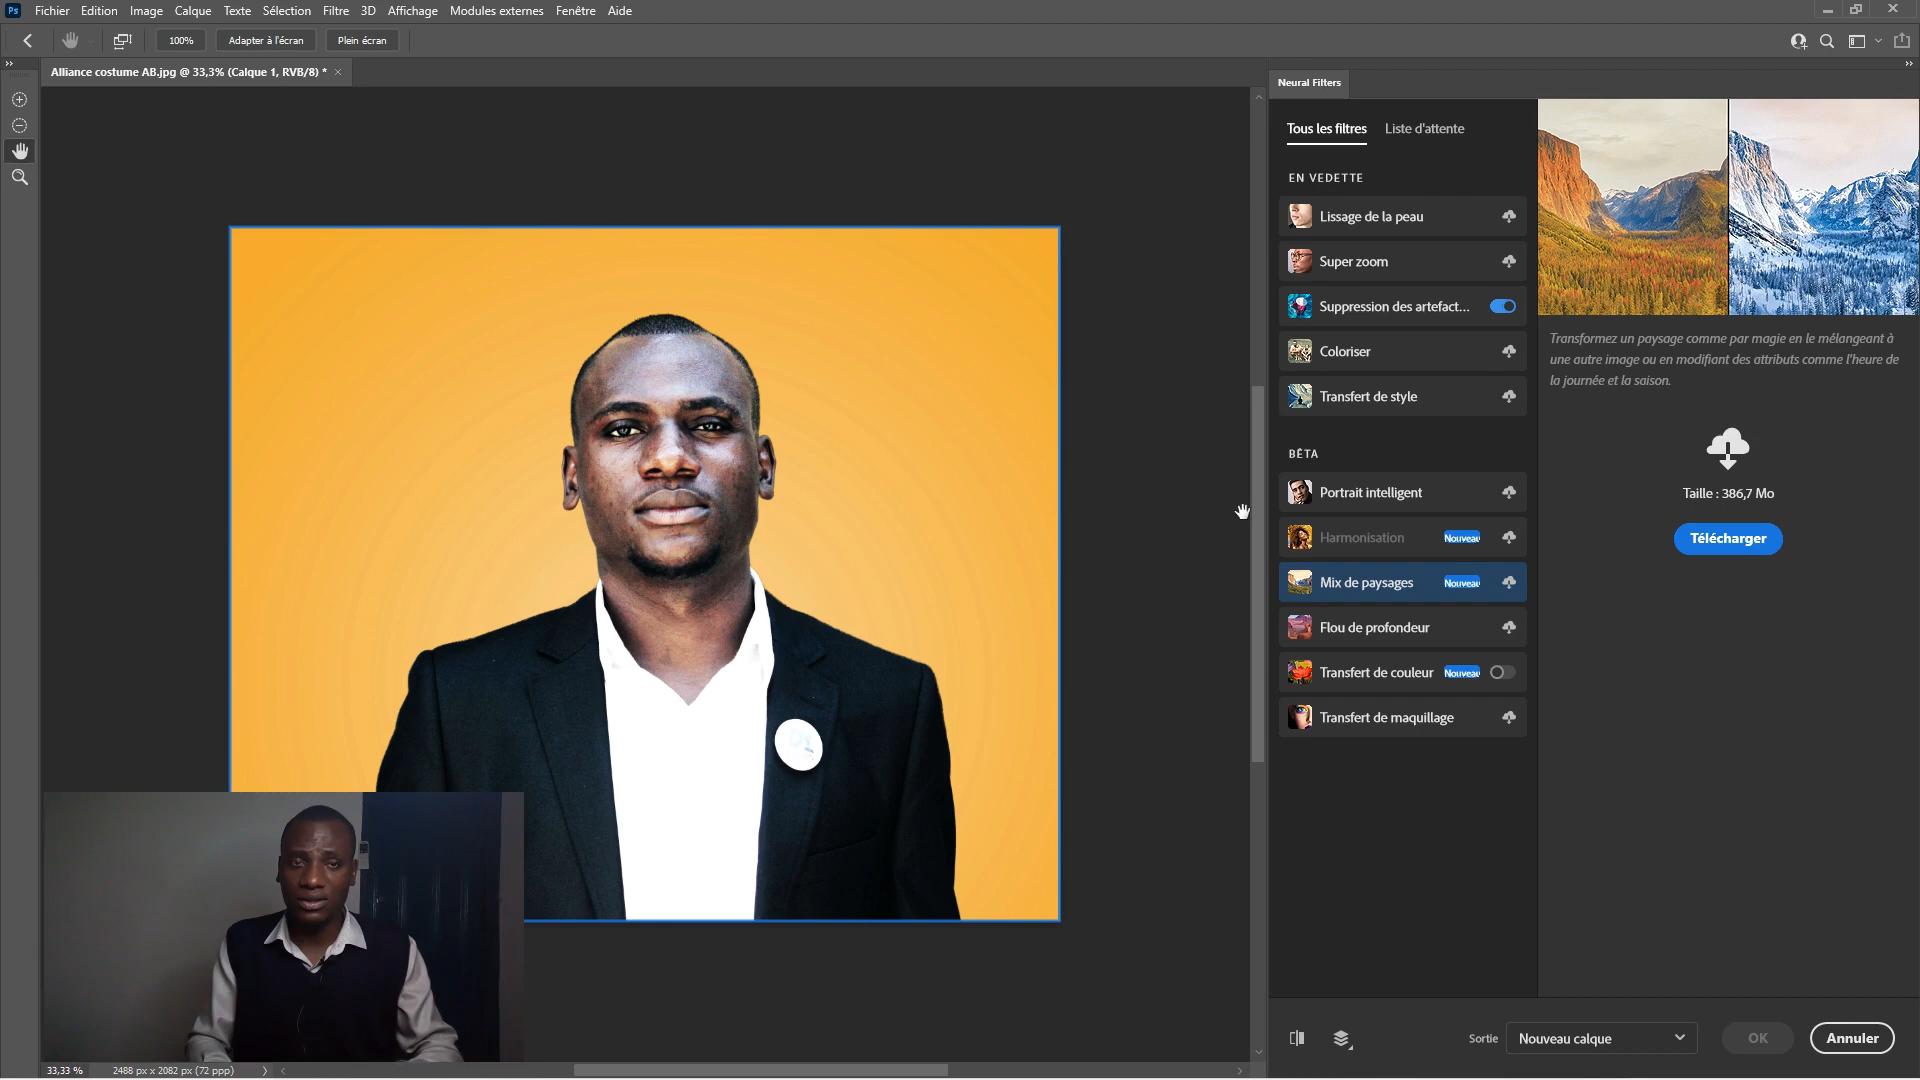 Ps Fichier Edition Image Calque Texte Sélection Filtre 3D Affichage Modules externes Fenêtre Aide
100% Adapter à l'écran Plein écran
Alliance costume AB.jpg @ 33,3% (Calque 1, RVB/8) * ×
Neural Filters
Tous les filtres Liste d'attente
EN VEDETTE
Lissage de la peau
Super zoom
Suppression des artefact...
Coloriser
Transfert de style
BÊTA
Portrait intelligent
Harmonisation Nouveau
Mix de paysages Nouveau
Flou de profondeur
Transfert de couleur Nouveau
Transfert de maquillage
Transformez un paysage comme par magie en le mélangeant à
une autre image ou en modifiant des attributs comme l'heure de
la journée et la saison.
Taille : 386,7 Mo
Télécharger
Sortie Nouveau calque OK Annuler
33,33 % 2488 px x 2082 px (72 ppp)